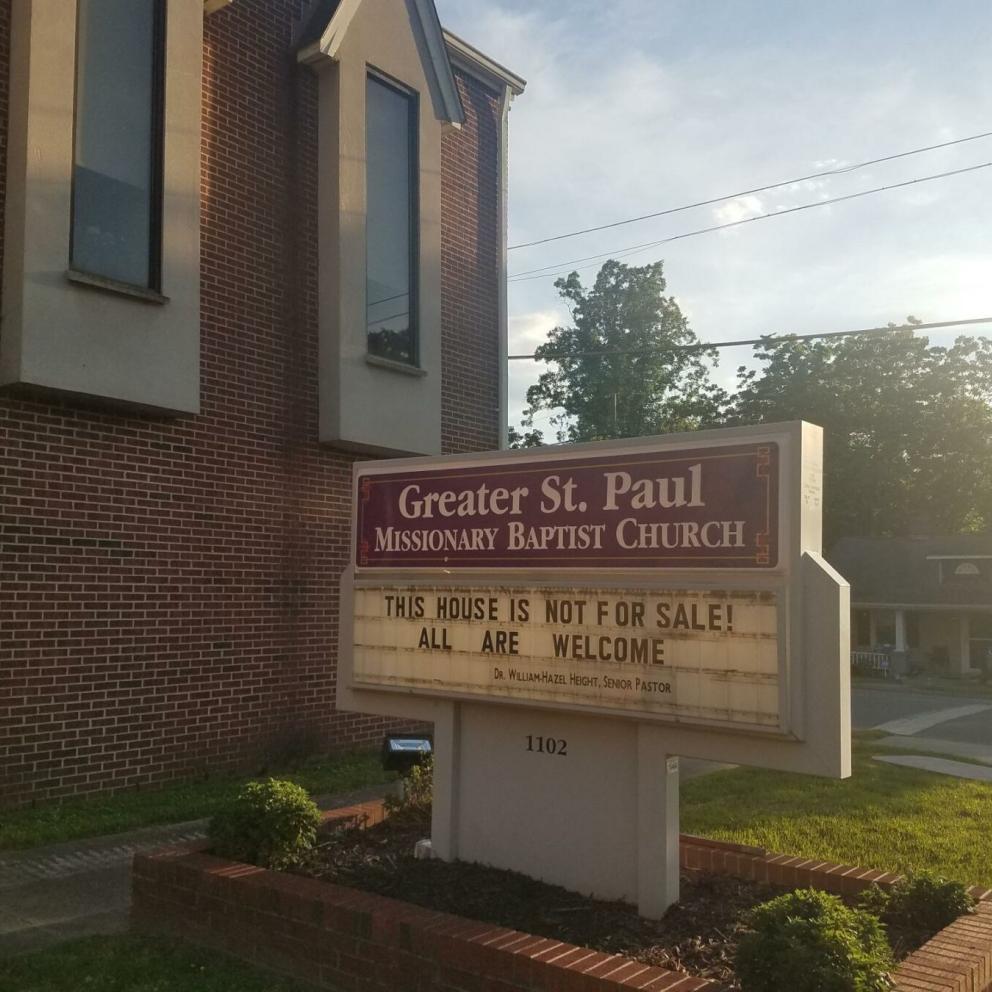 Greater St. Paul
MISSIONARY BAPTIST CHURCH
THIS HOUSE IS NOT FOR SALE!
ALL ARE WELCOME
DR. WILLIAM-HAZEL HEIGHT, SENIOR PASTOR
1102